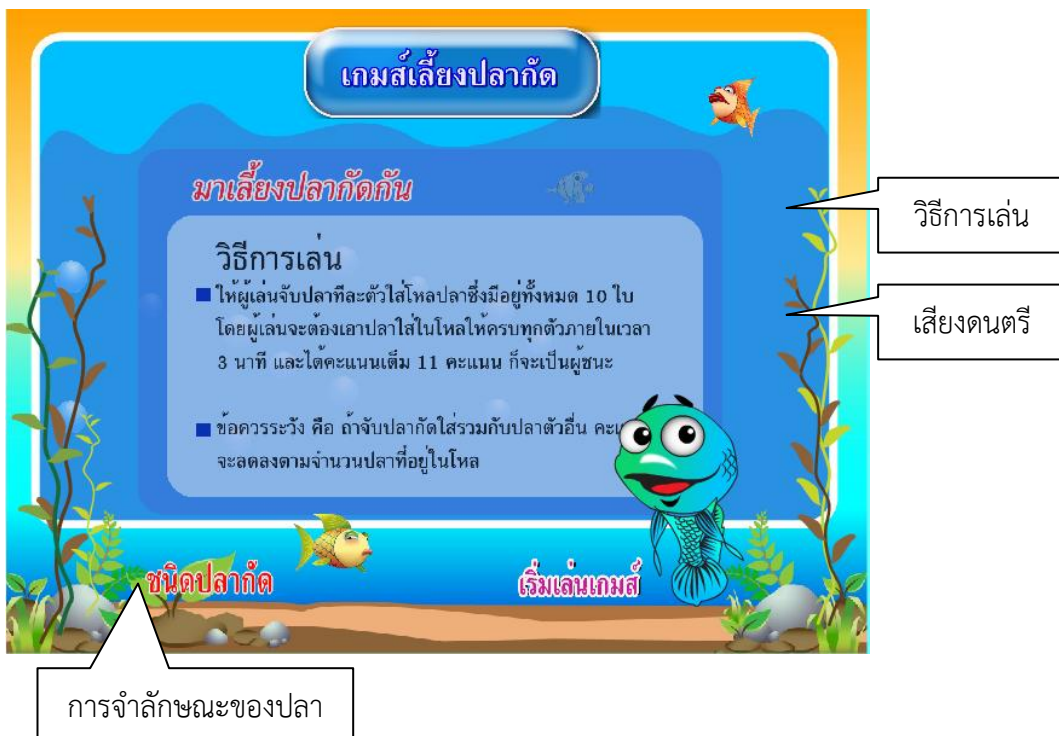 เกมส์เลี้ยงปลากัด
มาเลี้ยงปลากัดกัน
วิธีการเล่น
ให้ผู้เล่นจับปลาทีละตัวใส่โหลปลาซึ่งมีอยู่ทั้งหมด 10 ใบ
โดยผู้เล่นจะต้องเอาปลาใส่ในโหลให้ครบทุกตัวภายในเวลา
3 นาที และได้คะแนนเต็ม 11 คะแนน ก็จะเป็นผู้ชนะ
ข้อควรระวัง คือ ถ้าจับปลากัดใส่รวมกับปลาตัวอื่น
จะลดลงตามจำนวนปลาที่อยู่ในโหล
ชนิดปลากัด
เริ่มเล่นเกมส์
วิธีการเล่น
เสียงดนตรี
การจำลักษณะของปลา